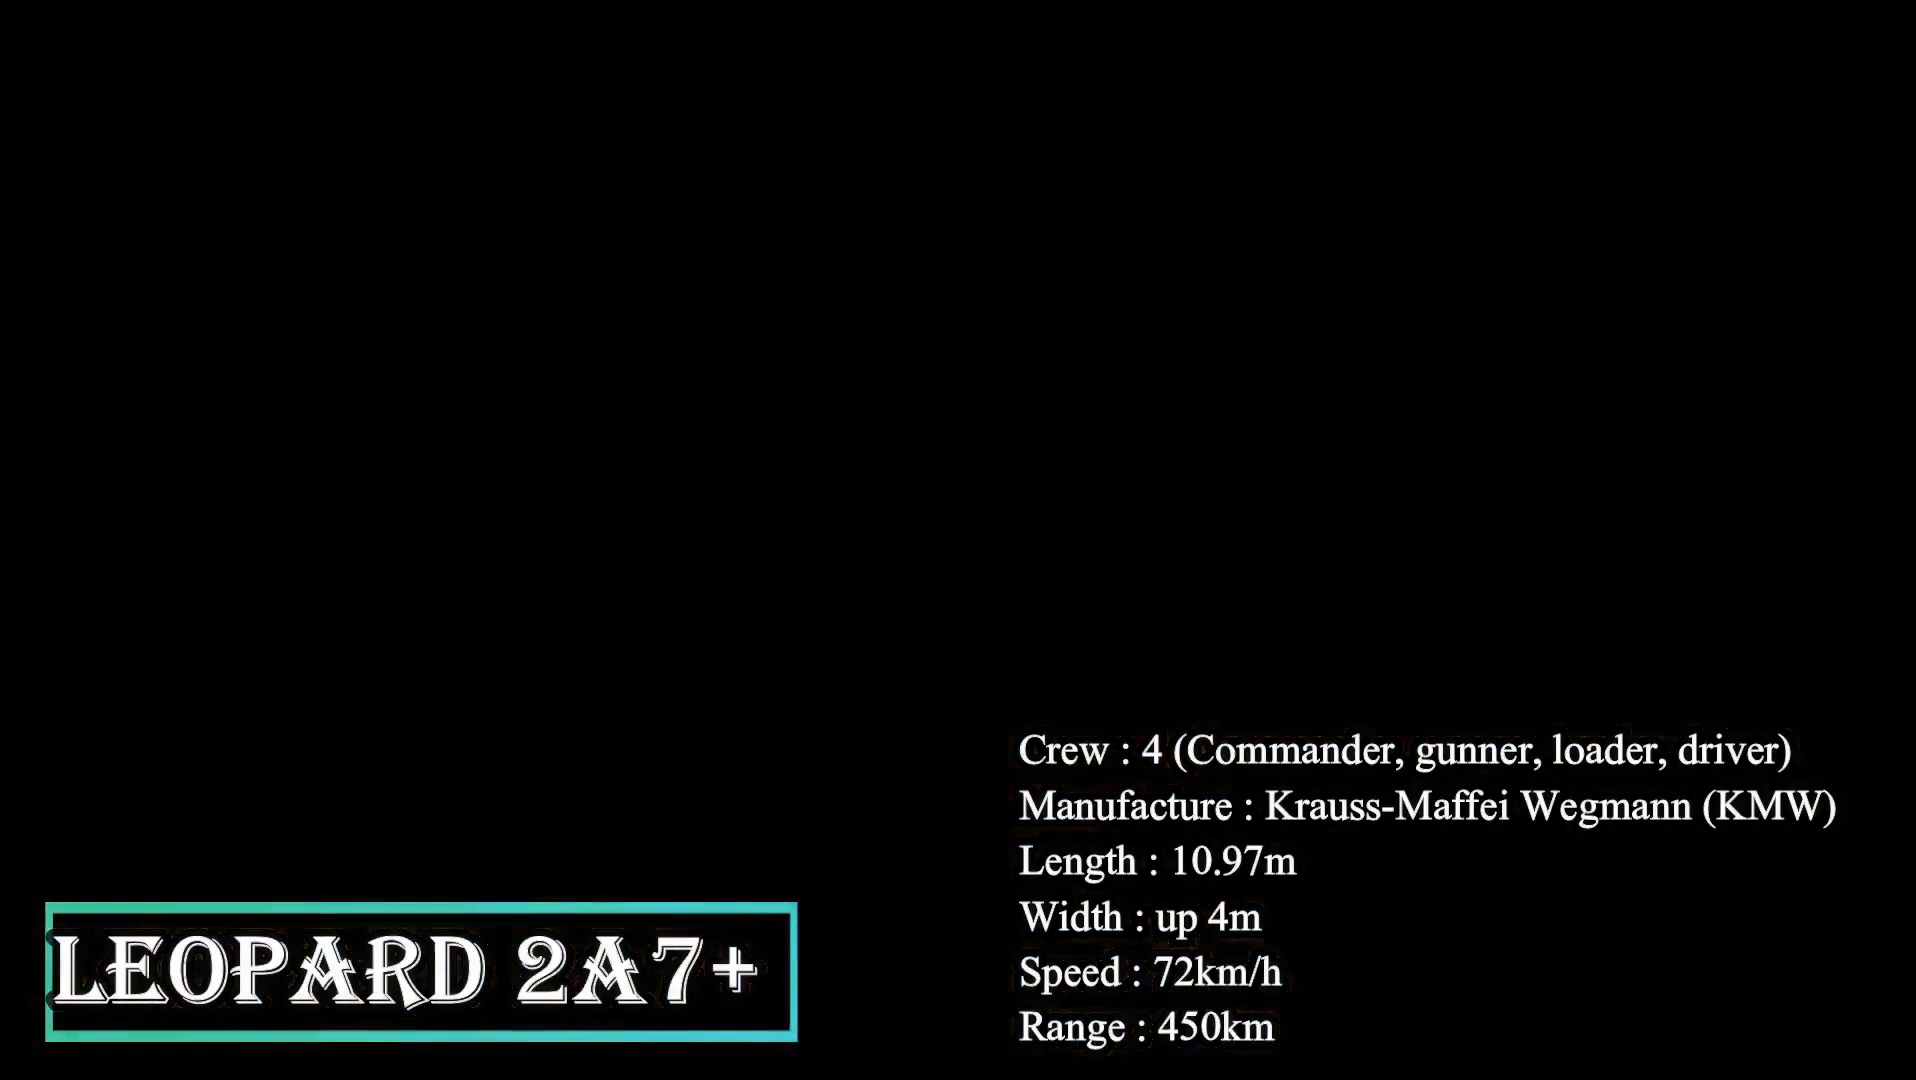 Crew : 4 (Commander, gunner, loader, driver)
Manufacture : Krauss-Maffei Wegmann (KMW)
Length : 10.97m
Width : up 4m
Speed : 72km/h
Range : 450km
LEOPARD 2A7+